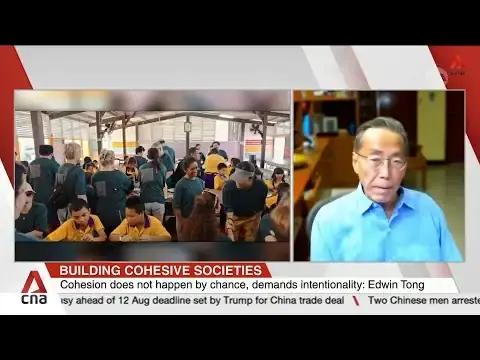 cna
BUILDING COHESIVE SOCIETIES
Cohesion does not happen by chance, demands intentionality: Edwin Tong
cna
sy ahead of 12 Aug deadline set by Trump for China trade deal / Two Chinese men arreste